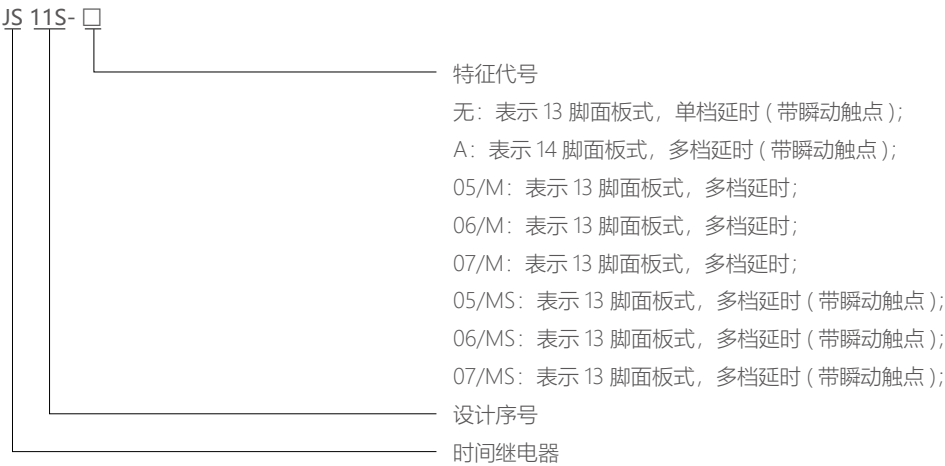 JS 11S-□
特征代号
无：表示 13 脚面板式，单档延时 ( 带瞬动触点 );
A：表示 14 脚面板式，多档延时 ( 带瞬动触点 );
05/M：表示 13 脚面板式，多档延时;
06/M：表示 13 脚面板式，多档延时;
07/M：表示 13 脚面板式，多档延时;
05/MS：表示 13 脚面板式，多档延时 ( 带瞬动触点 );
06/MS：表示 13 脚面板式，多档延时 ( 带瞬动触点 );
07/MS：表示 13 脚面板式，多档延时 ( 带瞬动触点 );
设计序号
时间继电器